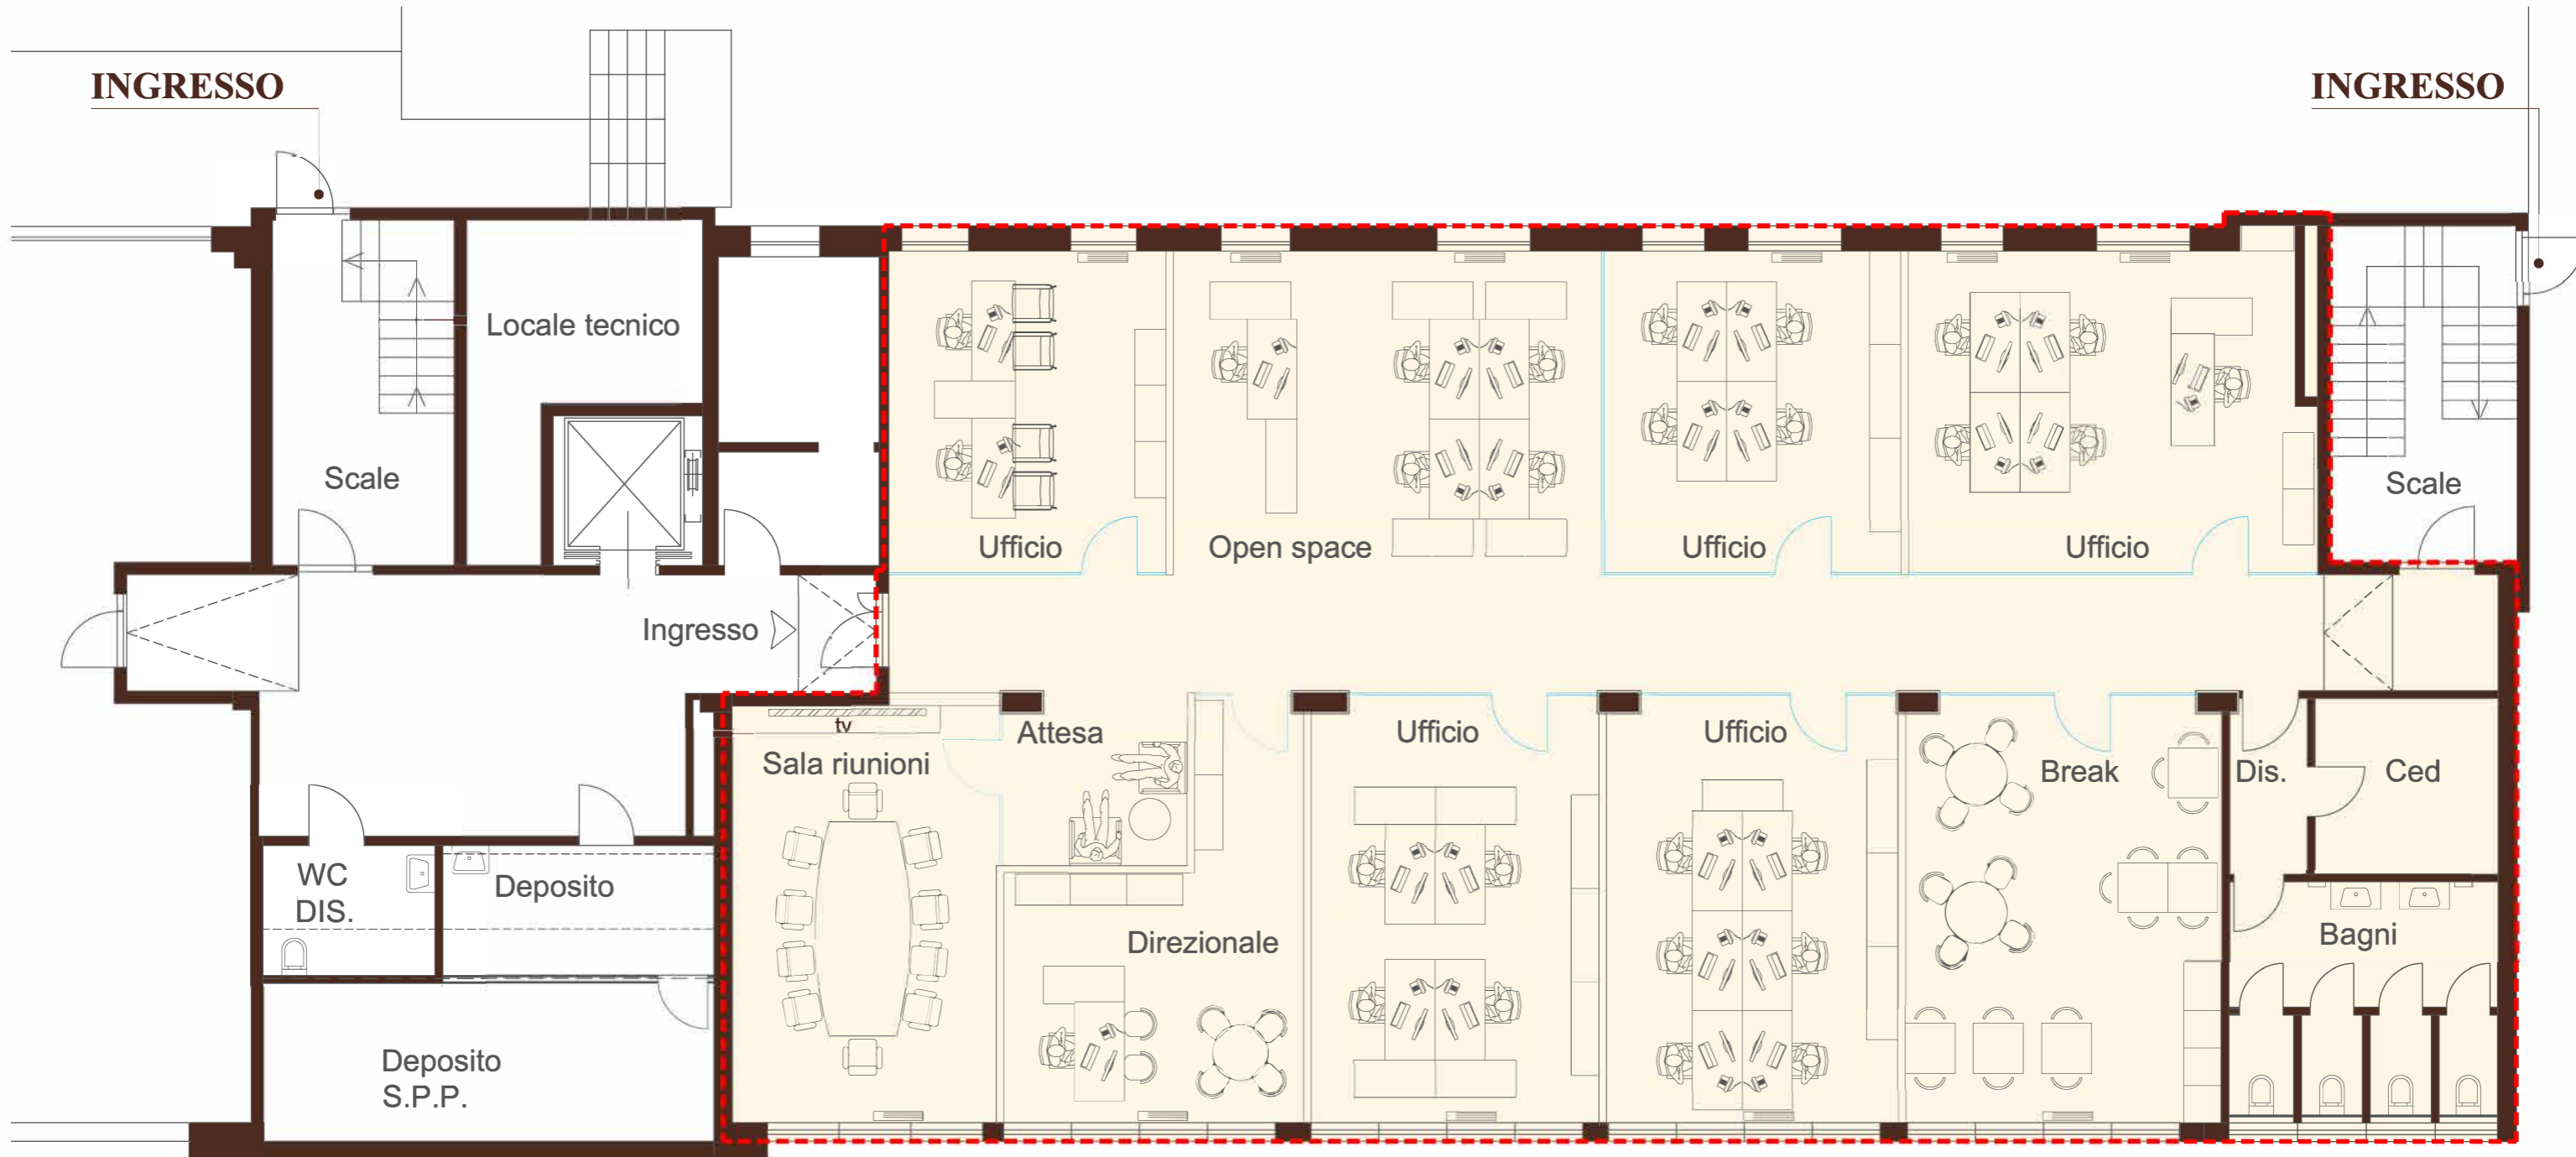 INGRESSO
INGRESSO
Locale tecnico
Scale
Scale
Ufficio
Open space
Ufficio
Ufficio
Ingresso
tv
Attesa
Ufficio
Ufficio
Sala riunioni
Break
Dis.
Ced
WC
DIS.
Deposito
Direzionale
Bagni
Deposito
S.P.P.